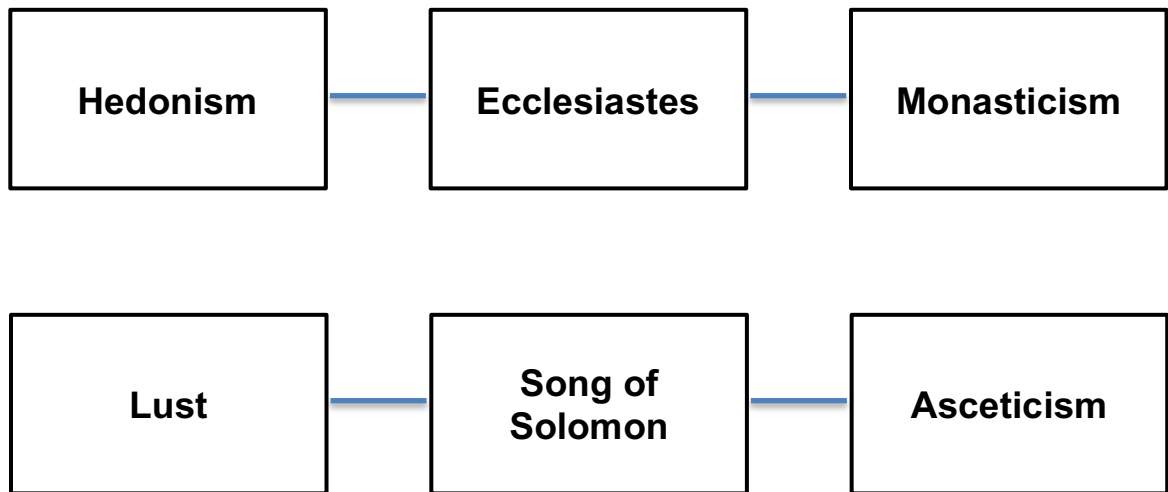 Hedonism
Ecclesiastes
Monasticism
Lust
Song of
Solomon
Asceticism